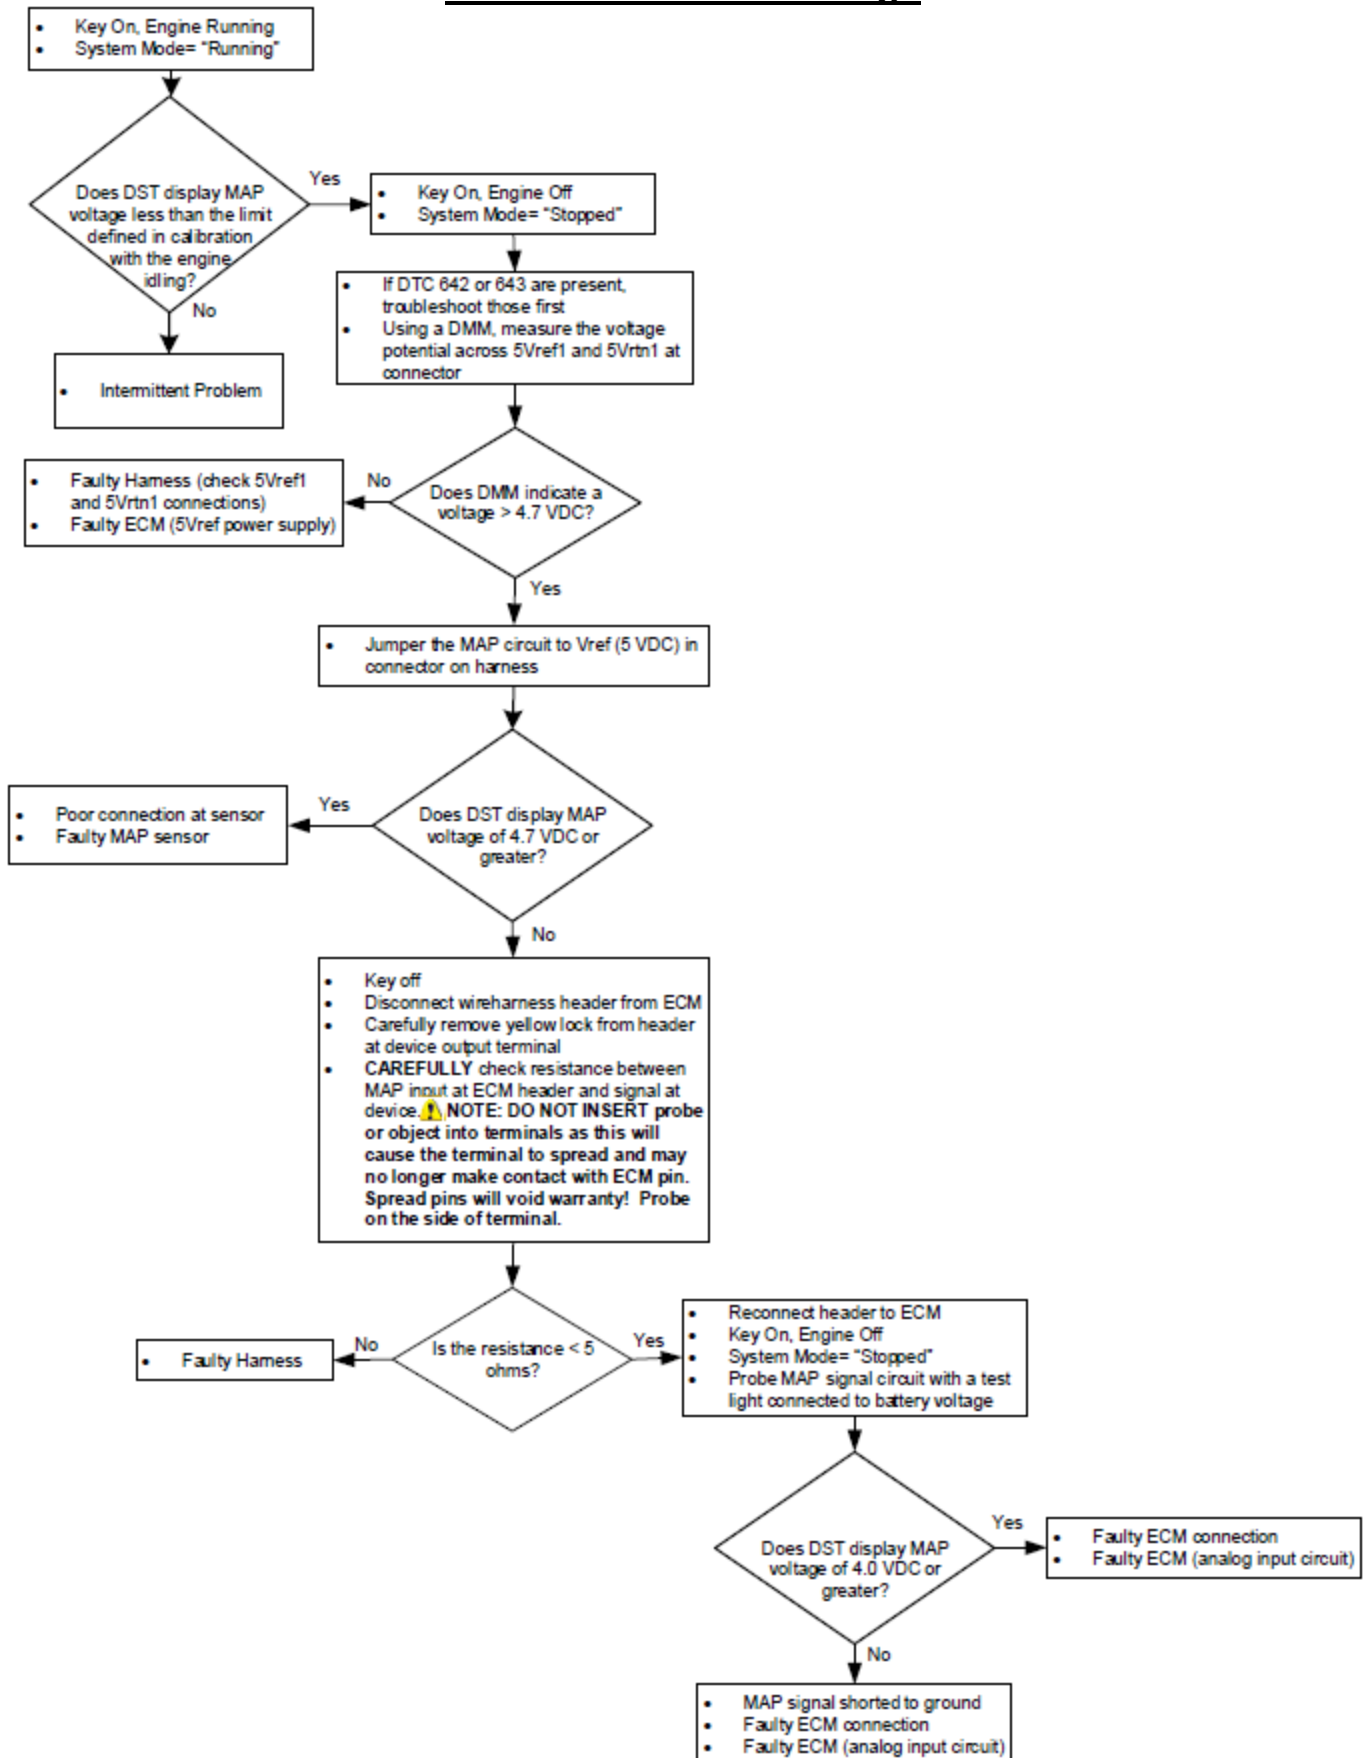 • Key On, Engine Running
• System Mode= “Running”
Does DST display MAP
voltage less than the limit
defined in calibration
with the engine
idling?
Yes
• Key On, Engine Off
• System Mode= “Stopped”
No
• If DTC 642 or 643 are present,
troubleshoot those first
• Using a DMM, measure the voltage
potential across 5Vref1 and 5Vrtn1 at
connector
• Intermittent Problem
Does DMM indicate a
voltage > 4.7 VDC?
No
• Faulty Harness (check 5Vref1
and 5Vrtn1 connections)
• Faulty ECM (5Vref power supply)
Yes
• Jumper the MAP circuit to Vref (5 VDC) in
connector on harness
Does DST display MAP
voltage of 4.7 VDC or
greater?
Yes
• Poor connection at sensor
• Faulty MAP sensor
No
• Key off
• Disconnect wireharness header from ECM
• Carefully remove yellow lock from header
at device output terminal
• CAREFULLY check resistance between
MAP input at ECM header and signal at
device. NOTE: DO NOT INSERT probe
or object into terminals as this will
cause the terminal to spread and may
no longer make contact with ECM pin.
Spread pins will void warranty! Probe
on the side of terminal.
Is the resistance < 5
ohms?
No
• Faulty Harness
Yes
• Reconnect header to ECM
• Key On, Engine Off
• System Mode= “Stopped”
• Probe MAP signal circuit with a test
light connected to battery voltage
Does DST display MAP
voltage of 4.0 VDC or
greater?
Yes
• Faulty ECM connection
• Faulty ECM (analog input circuit)
No
• MAP signal shorted to ground
• Faulty ECM connection
• Faulty ECM (analog input circuit)